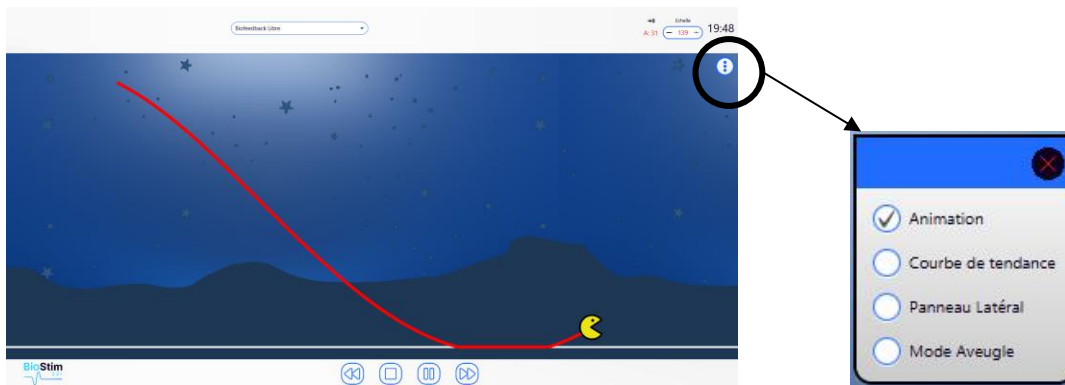 Biofeedback Libre
Echelle
A: 31 − 139 + 19:48
Animation
Courbe de tendance
Panneau Latéral
Mode Aveugle
BioStim